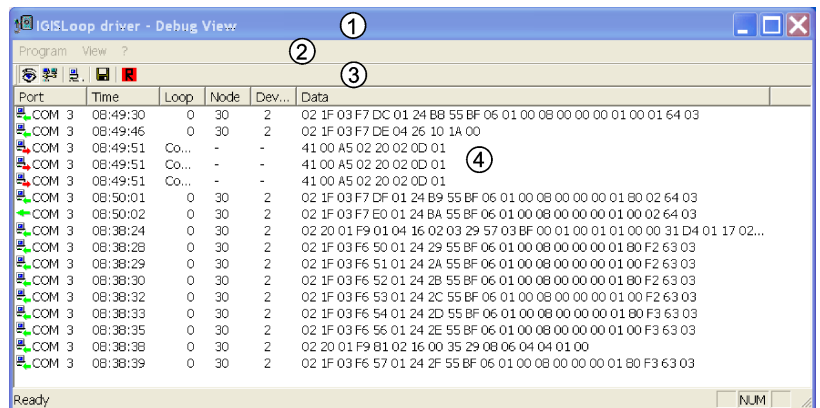 IGISLoop driver - Debug View ①
Program View ? ②
R ③
Port Time Loop Node Dev... Data
COM 3 08:49:30 0 30 2 02 1F 03 F7 DC 01 24 B8 55 BF 06 01 00 08 00 00 00 01 00 01 64 03
COM 3 08:49:46 0 30 2 02 1F 03 F7 DE 04 26 10 1A 00
COM 3 08:49:51 Co... - - 41 00 A5 02 20 02 0D 01
COM 3 08:49:51 Co... - - 41 00 A5 02 20 02 0D 01 ④
COM 3 08:49:51 Co... - - 41 00 A5 02 20 02 0D 01
COM 3 08:50:01 0 30 2 02 1F 03 F7 DF 01 24 B9 55 BF 06 01 00 08 00 00 00 01 80 02 64 03
COM 3 08:50:02 0 30 2 02 1F 03 F7 E0 01 24 BA 55 BF 06 01 00 08 00 00 00 01 00 02 64 03
COM 3 08:38:24 0 30 2 02 20 01 F9 01 04 16 02 03 29 57 03 BF 00 01 00 01 01 00 00 31 D4 01 17 02...
COM 3 08:38:28 0 30 2 02 1F 03 F6 50 01 24 29 55 BF 06 01 00 08 00 00 00 01 80 F2 63 03
COM 3 08:38:29 0 30 2 02 1F 03 F6 51 01 24 2A 55 BF 06 01 00 08 00 00 00 01 00 F2 63 03
COM 3 08:38:30 0 30 2 02 1F 03 F6 52 01 24 2B 55 BF 06 01 00 08 00 00 00 01 80 F2 63 03
COM 3 08:38:32 0 30 2 02 1F 03 F6 53 01 24 2C 55 BF 06 01 00 08 00 00 00 01 00 F2 63 03
COM 3 08:38:33 0 30 2 02 1F 03 F6 54 01 24 2D 55 BF 06 01 00 08 00 00 00 01 80 F3 63 03
COM 3 08:38:35 0 30 2 02 1F 03 F6 56 01 24 2E 55 BF 06 01 00 08 00 00 00 01 00 F3 63 03
COM 3 08:38:38 0 30 2 02 20 01 F9 81 02 16 00 35 29 08 06 04 04 01 00
COM 3 08:38:39 0 30 2 02 1F 03 F6 57 01 24 2F 55 BF 06 01 00 08 00 00 00 01 80 F3 63 03
Ready NUM